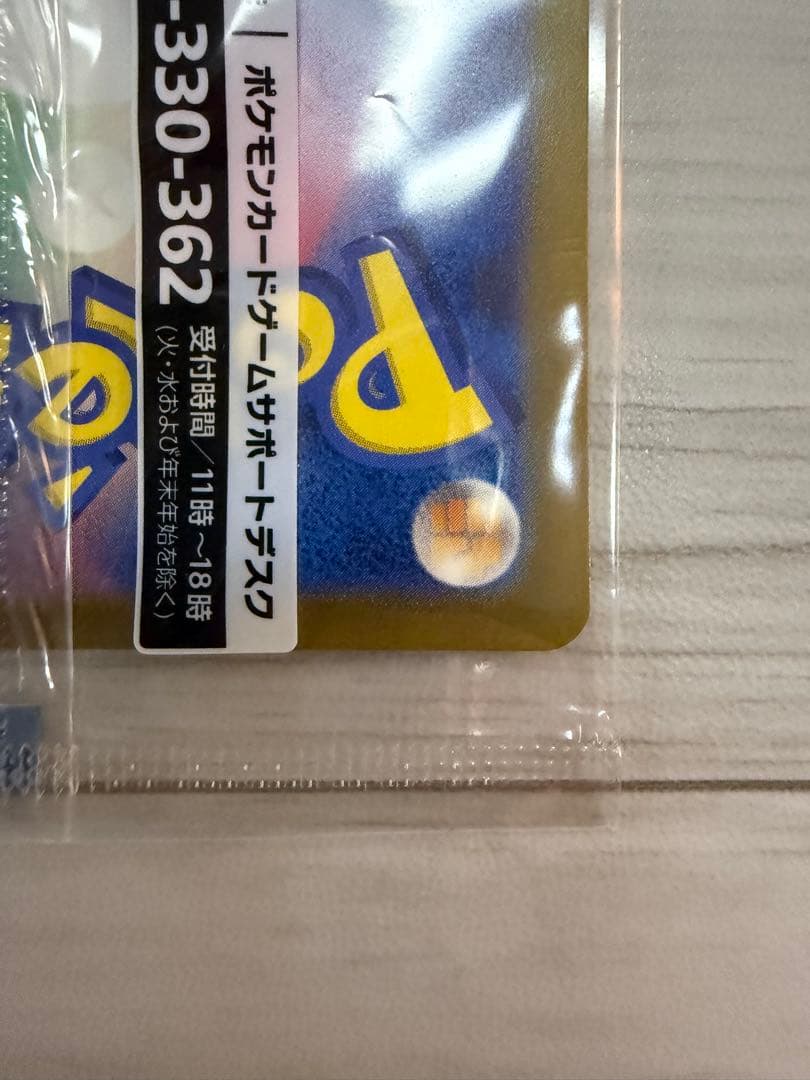 ポケモンカードゲームサポートデスク
-330-362
受付時間/11時~18時
(火・水および年末年始を除く)
Po